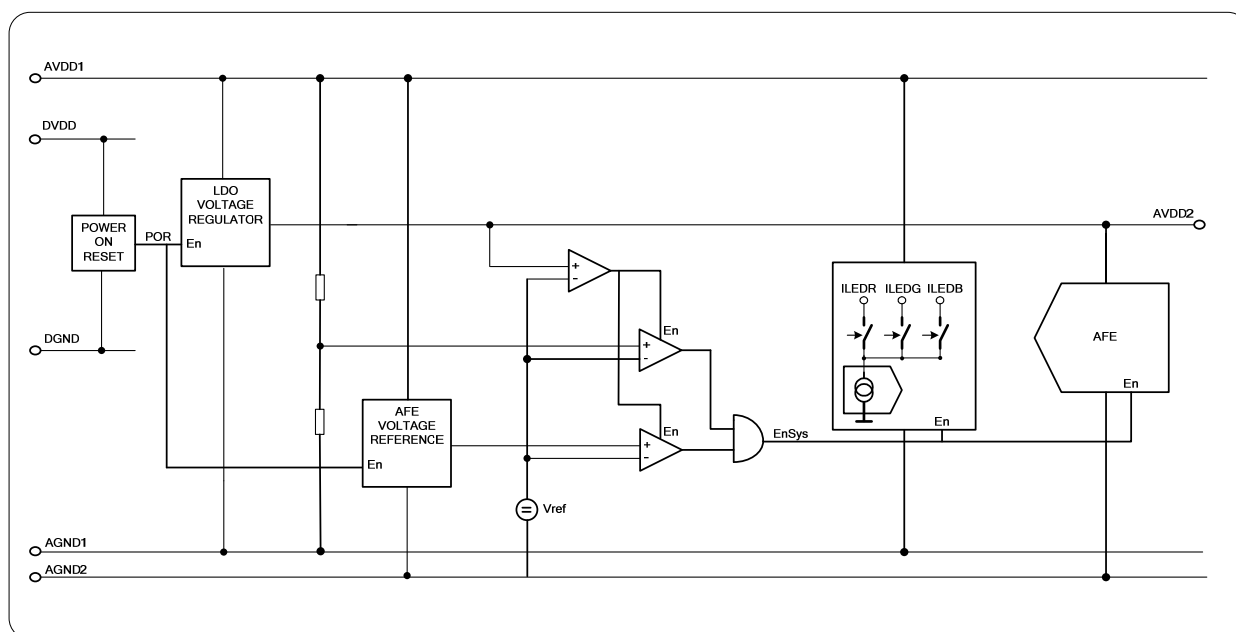 AVDD1
DVDD
LDO
VOLTAGE
REGULATOR
En
POWER
ON
RESET
POR
AVDD2
+
-
ILEDR ILEDG ILEDB
En
+
-
AFE
DGND
En
AFE
VOLTAGE
REFERENCE
En
En
+
-
EnSys
En
=
Vref
AGND1
AGND2